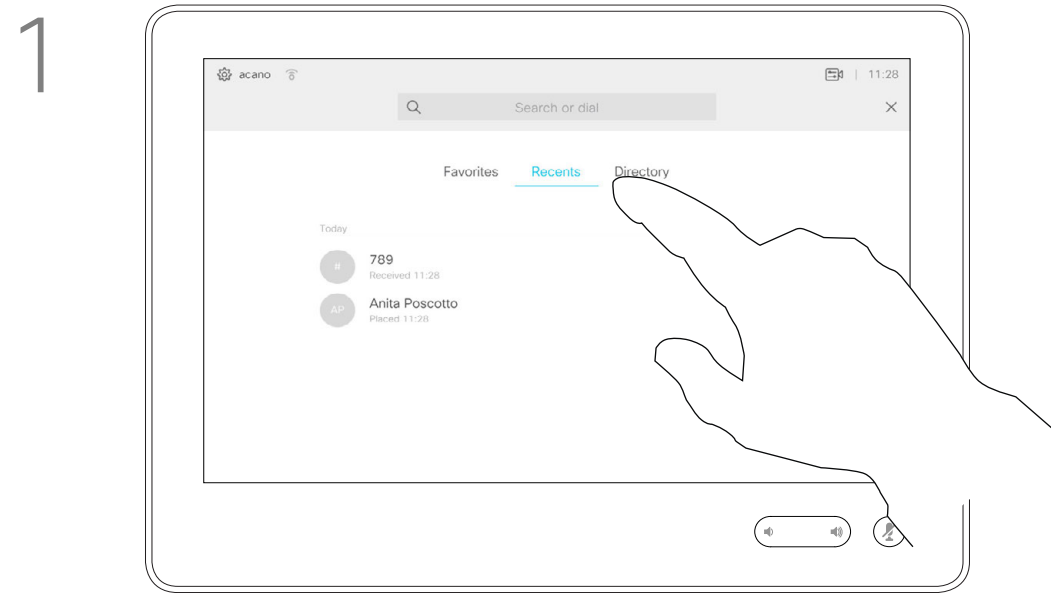 1
acano | 11:28
Search or dial
Favorites Recents Directory
Today
# 789
Received 11:28
AP Anita Poscotto
Placed 11:28